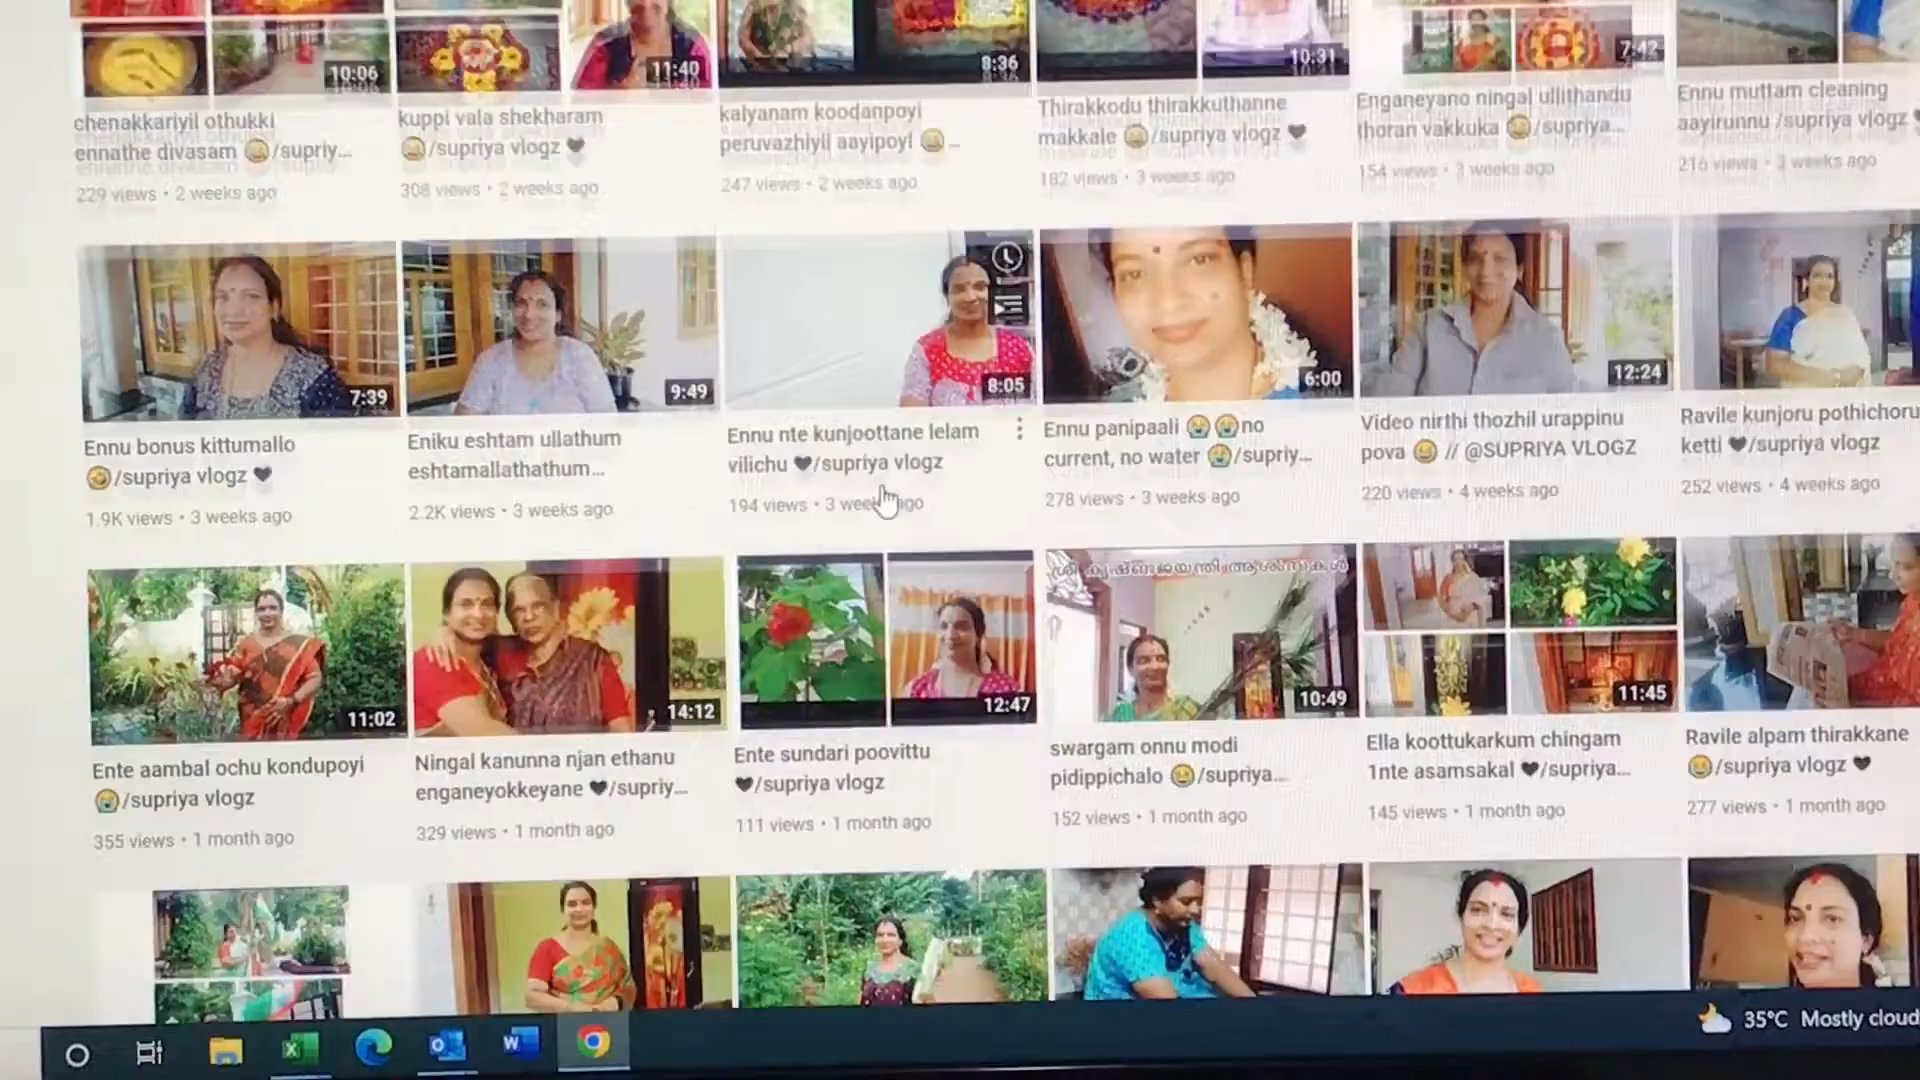 10:06
11:40
8:36
10:31
7:42
chenakkariyil othukki
ennathe divasam 😂/supriy...
229 views • 2 weeks ago
kuppi vala shekharam
😂/supriya vlogz ♥
308 views • 2 weeks ago
kalyanam koodanpoyi
peruvazhiyil aayipoyi 😂...
247 views • 2 weeks ago
Thirakkodu thirakkuthanne
makkale 😂/supriya vlogz ♥
182 views • 3 weeks ago
Enganeyano ningal ullithandu
thoran vakkuka 😂/supriya...
154 views • 3 weeks ago
Ennu muttam cleaning
aayirunnu /supriya vlogz
216 views • 3 weeks ago
7:39
9:49
8:05
6:00
12:24
Ennu bonus kittumallo
🤣/supriya vlogz ♥
1.9K views • 3 weeks ago
Eniku eshtam ullathum
eshtamallathathum...
2.2K views • 3 weeks ago
Ennu nte kunjoottane lelam
vilichu ♥/supriya vlogz
194 views • 3 ago
Ennu panipaali 😭😭no
current, no water 😭/supriy...
278 views • 3 weeks ago
Video nirthi thozhil urappinu
pova 😂 // @SUPRIYA VLOGZ
220 views • 4 weeks ago
Ravile kunjoru pothichoru
ketti ♥/supriya vlogz
252 views • 4 weeks ago
ശ്രീ കൃഷ്ണജയന്തി ആശംസകൾ
11:02
14:12
12:47
10:49
11:45
Ente aambal ochu kondupoyi
😭/supriya vlogz
355 views • 1 month ago
Ningal kanunna njan ethanu
enganeyokkeyane ♥/supriy...
329 views • 1 month ago
Ente sundari poovittu
♥/supriya vlogz
111 views • 1 month ago
swargam onnu modi
pidippichalo 😂/supriya...
152 views • 1 month ago
Ella koottukarkum chingam
1nte asamsakal ♥/supriya...
145 views • 1 month ago
Ravile alpam thirakkane
😂/supriya vlogz ♥
277 views • 1 month ago
35°C Mostly cloud